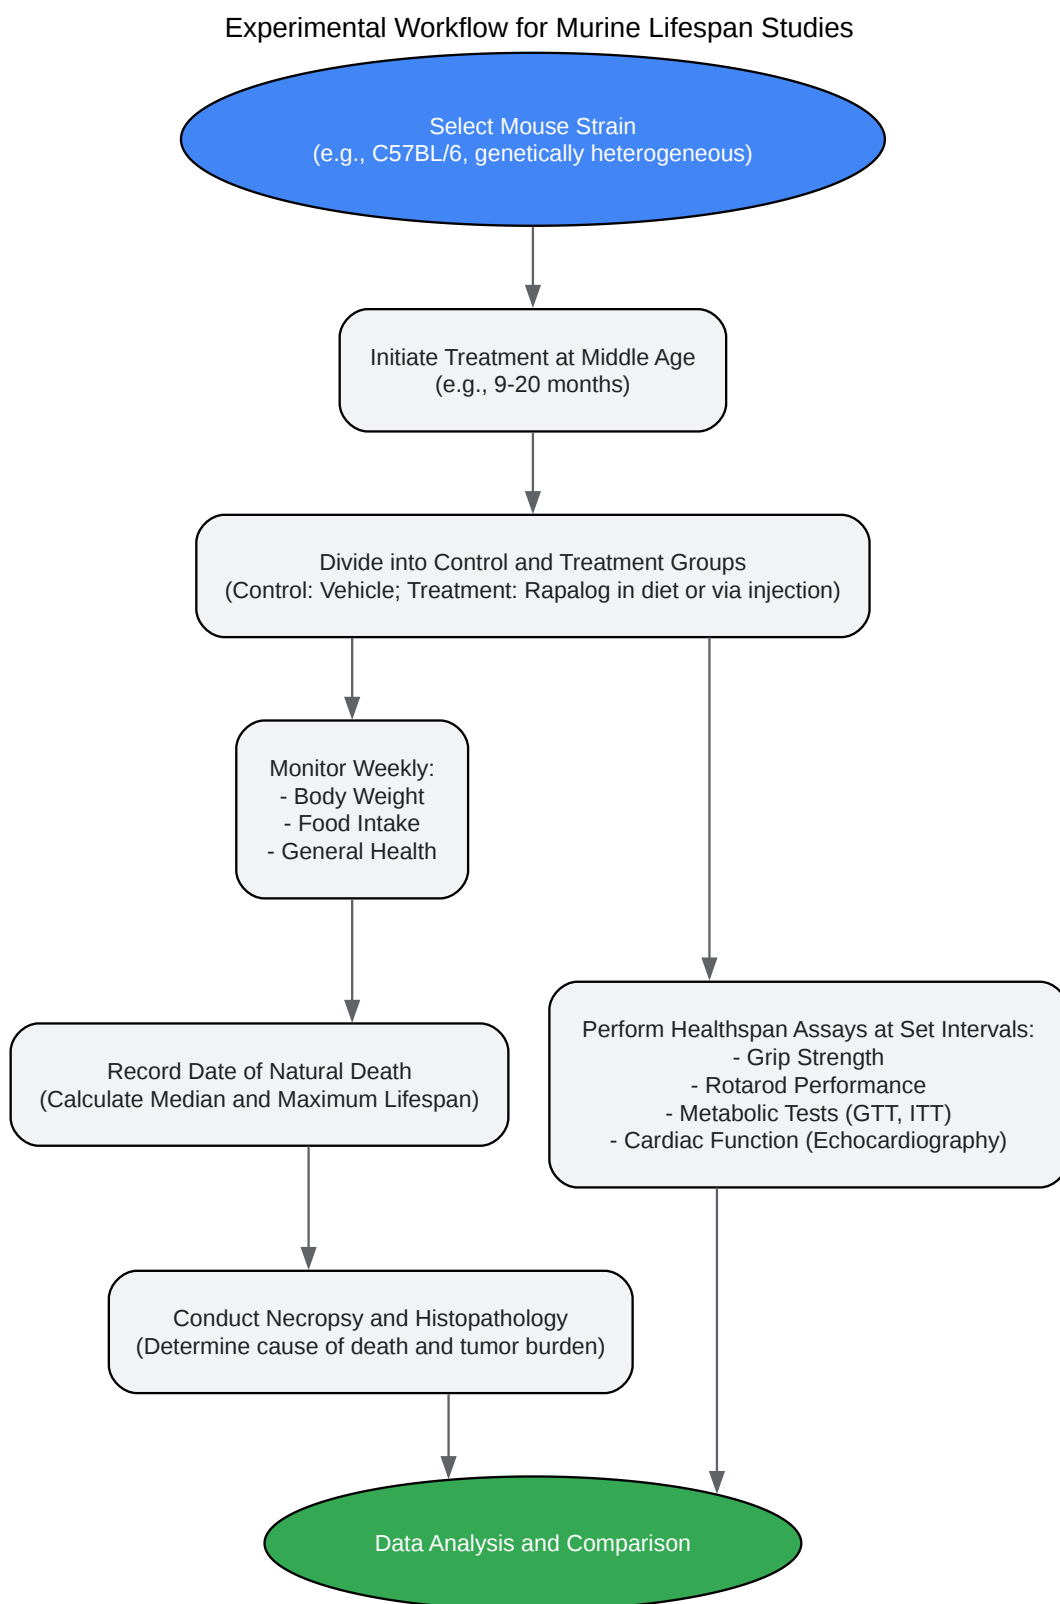 Experimental Workflow for Murine Lifespan Studies
Select Mouse Strain
(e.g., C57BL/6, genetically heterogeneous)
Initiate Treatment at Middle Age
(e.g., 9-20 months)
Divide into Control and Treatment Groups
(Control: Vehicle; Treatment: Rapalog in diet or via injection)
Monitor Weekly:
- Body Weight
- Food Intake
- General Health
Record Date of Natural Death
(Calculate Median and Maximum Lifespan)
Perform Healthspan Assays at Set Intervals:
- Grip Strength
- Rotarod Performance
- Metabolic Tests (GTT, ITT)
- Cardiac Function (Echocardiography)
Conduct Necropsy and Histopathology
(Determine cause of death and tumor burden)
Data Analysis and Comparison